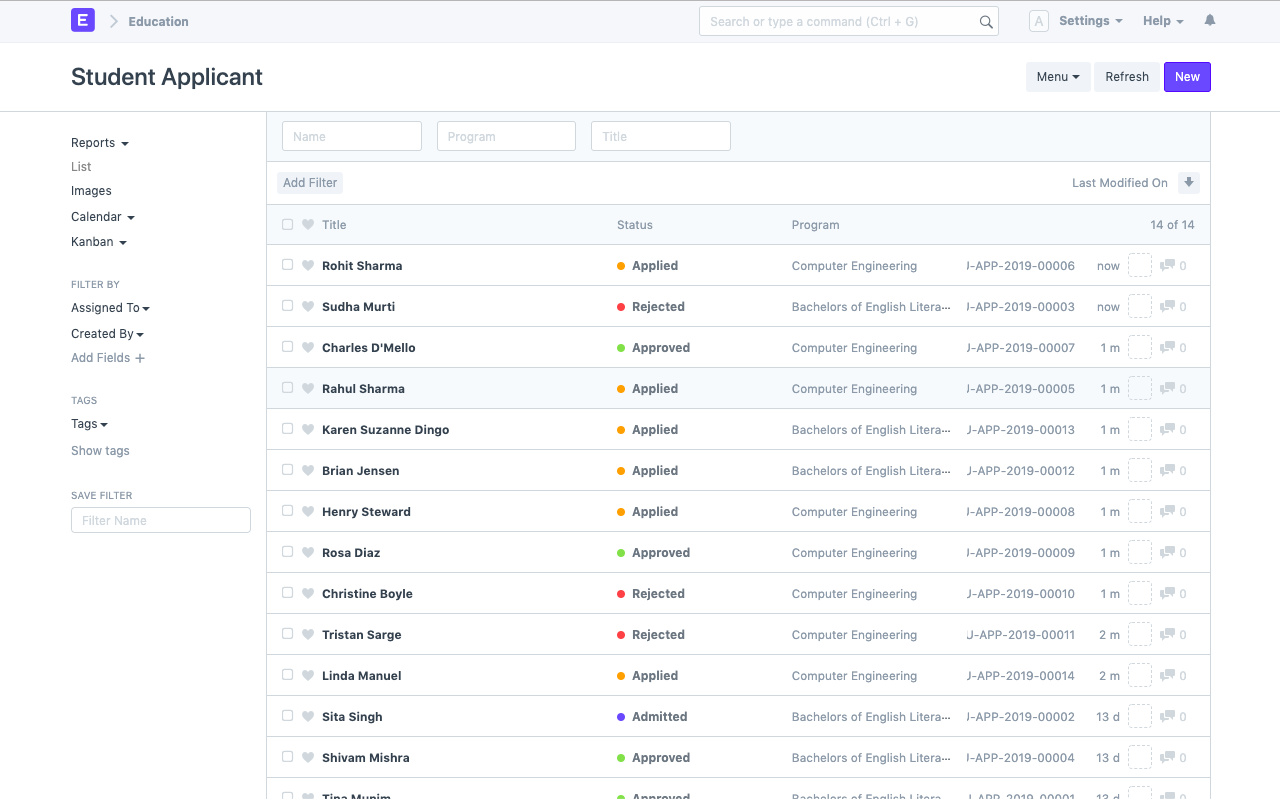 E Education Search or type a command (Ctrl + G) A Settings Help
Student Applicant Menu Refresh New
Reports
List
Images
Calendar
Kanban
FILTER BY
Assigned To
Created By
Add Fields +
TAGS
Tags
Show tags
SAVE FILTER
Filter Name
Name Program Title
Add Filter Last Modified On
Title Status Program 14 of 14
Rohit Sharma Applied Computer Engineering J-APP-2019-00006 now 0
Sudha Murti Rejected Bachelors of English Litera... J-APP-2019-00003 now 0
Charles D'Mello Approved Computer Engineering J-APP-2019-00007 1 m 0
Rahul Sharma Applied Computer Engineering J-APP-2019-00005 1 m 0
Karen Suzanne Dingo Applied Bachelors of English Litera... J-APP-2019-00013 1 m 0
Brian Jensen Applied Bachelors of English Litera... J-APP-2019-00012 1 m 0
Henry Steward Applied Computer Engineering J-APP-2019-00008 1 m 0
Rosa Diaz Approved Computer Engineering J-APP-2019-00009 1 m 0
Christine Boyle Rejected Computer Engineering J-APP-2019-00010 1 m 0
Tristan Sarge Rejected Computer Engineering J-APP-2019-00011 2 m 0
Linda Manuel Applied Computer Engineering J-APP-2019-00014 2 m 0
Sita Singh Admitted Bachelors of English Litera... J-APP-2019-00002 13 d 0
Shivam Mishra Approved Bachelors of English Litera... J-APP-2019-00004 13 d 0
Tina Munim Approved Bachelors of English Litera... J-APP-2019-00001 13 d 0